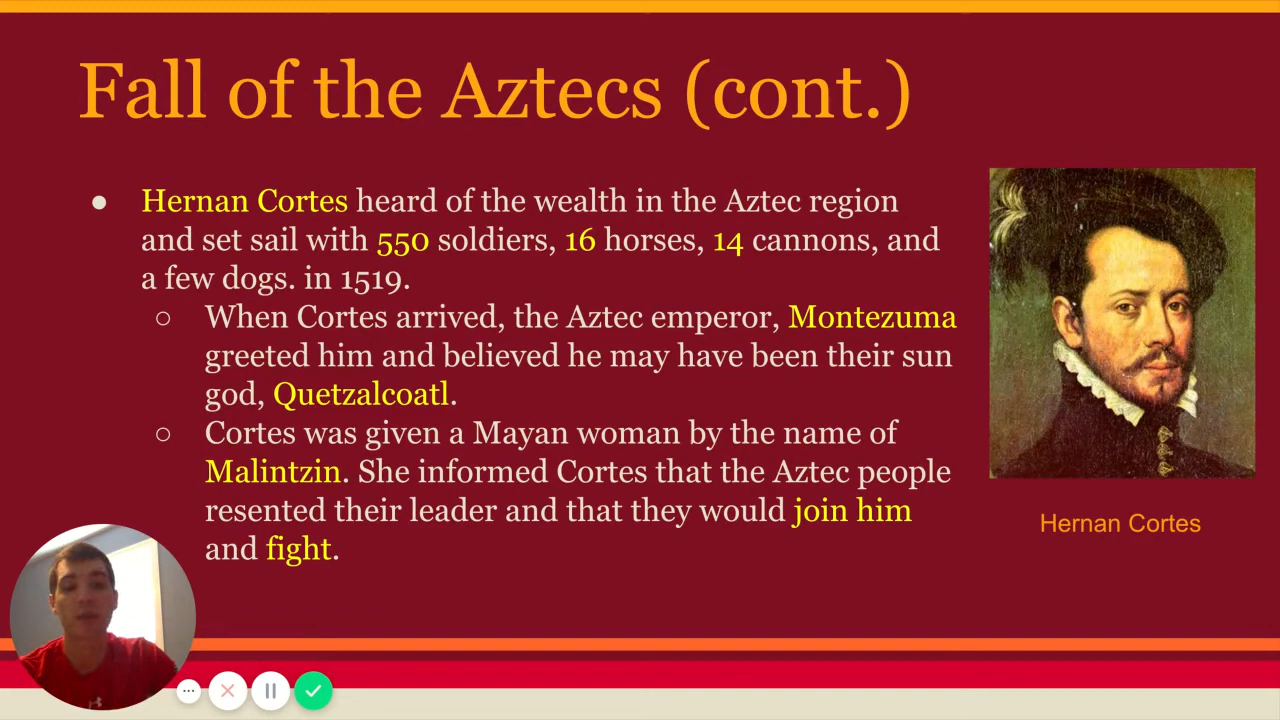 Fall of the Aztecs (cont.)
● Hernan Cortes heard of the wealth in the Aztec region
and set sail with 550 soldiers, 16 horses, 14 cannons, and
a few dogs. in 1519.
○ When Cortes arrived, the Aztec emperor, Montezuma
greeted him and believed he may have been their sun
god, Quetzalcoatl.
○ Cortes was given a Mayan woman by the name of
Malintzin. She informed Cortes that the Aztec people
resented their leader and that they would join him
and fight.
Hernan Cortes